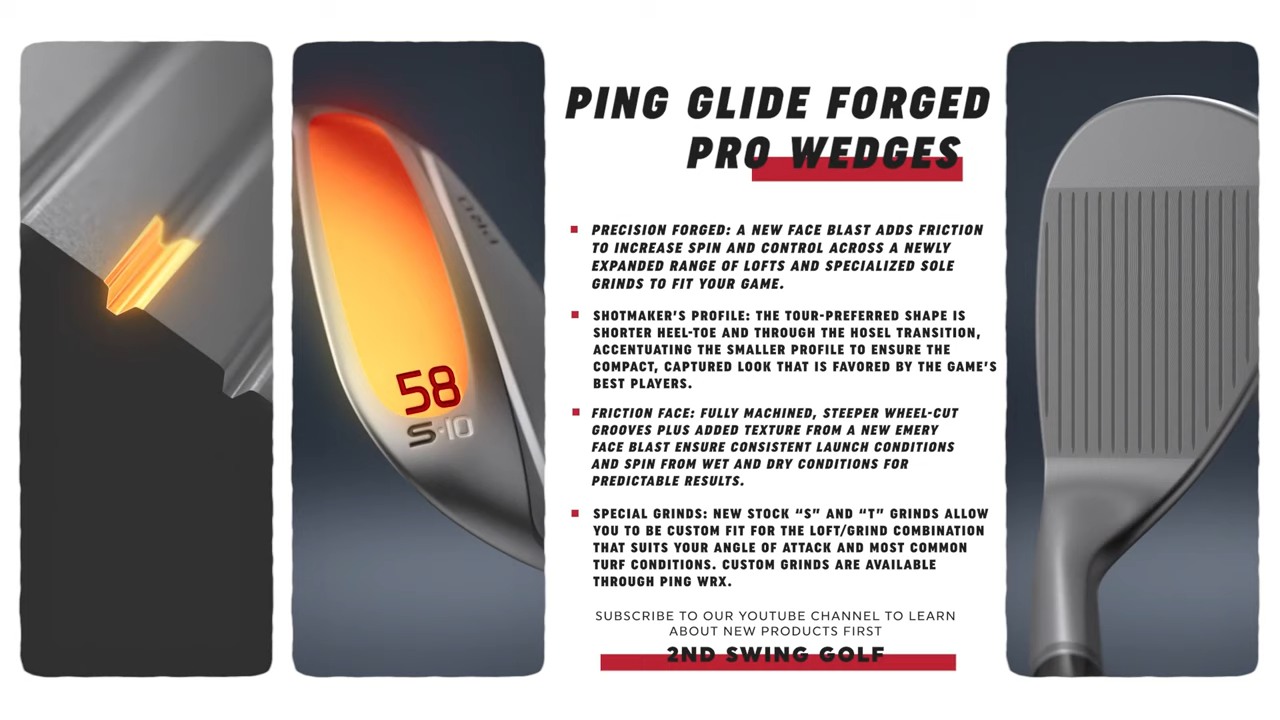 58
S-10
PING
PING GLIDE FORGED
PRO WEDGES
PRECISION FORGED: A NEW FACE BLAST ADDS FRICTION
TO INCREASE SPIN AND CONTROL ACROSS A NEWLY
EXPANDED RANGE OF LOFTS AND SPECIALIZED SOLE
GRINDS TO FIT YOUR GAME.
SHOTMAKER'S PROFILE: THE TOUR-PREFERRED SHAPE IS
SHORTER HEEL-TOE AND THROUGH THE HOSEL TRANSITION,
ACCENTUATING THE SMALLER PROFILE TO ENSURE THE
COMPACT, CAPTURED LOOK THAT IS FAVORED BY THE GAME'S
BEST PLAYERS.
FRICTION FACE: FULLY MACHINED, STEEPER WHEEL-CUT
GROOVES PLUS ADDED TEXTURE FROM A NEW EMERY
FACE BLAST ENSURE CONSISTENT LAUNCH CONDITIONS
AND SPIN FROM WET AND DRY CONDITIONS FOR
PREDICTABLE RESULTS.
SPECIAL GRINDS: NEW STOCK “S” AND “T” GRINDS ALLOW
YOU TO BE CUSTOM FIT FOR THE LOFT/GRIND COMBINATION
THAT SUITS YOUR ANGLE OF ATTACK AND MOST COMMON
TURF CONDITIONS. CUSTOM GRINDS ARE AVAILABLE
THROUGH PING WRX.
SUBSCRIBE TO OUR YOUTUBE CHANNEL TO LEARN
ABOUT NEW PRODUCTS FIRST
2ND SWING GOLF